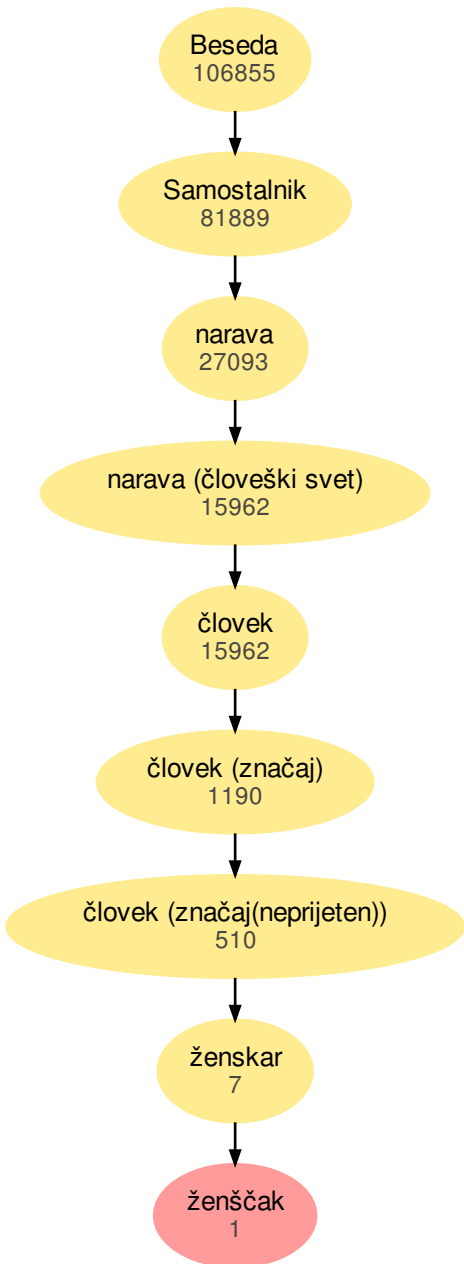 Beseda
106855
Samostalnik
81889
narava
27093
narava (človeški svet)
15962
človek
15962
človek (značaj)
1190
človek (značaj(neprijeten))
510
ženskar
7
ženščak
1